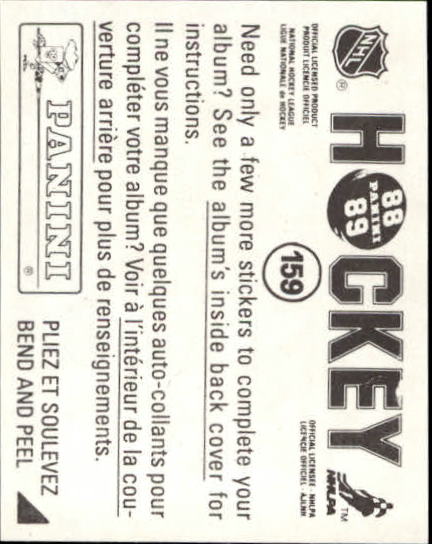 NHL
®
OFFICIAL LICENSED PRODUCT
PRODUIT LICENCIÉ OFFICIEL
NATIONAL HOCKEY LEAGUE
LIGUE NATIONALE de HOCKEY
HOCKEY
88
PANINI
89
159
TM
NHLPA
OFFICIAL LICENSEE - NHLPA
LICENCIÉ OFFICIEL - AJLNH
Need only a few more stickers to complete your
album? See the album's inside back cover for
instructions.
Il ne vous manque que quelques auto-collants pour
compléter votre album? Voir à l'intérieur de la cou-
verture arrière pour plus de renseignements.
PANINI
®
PLIEZ ET SOULEVEZ
BEND AND PEEL